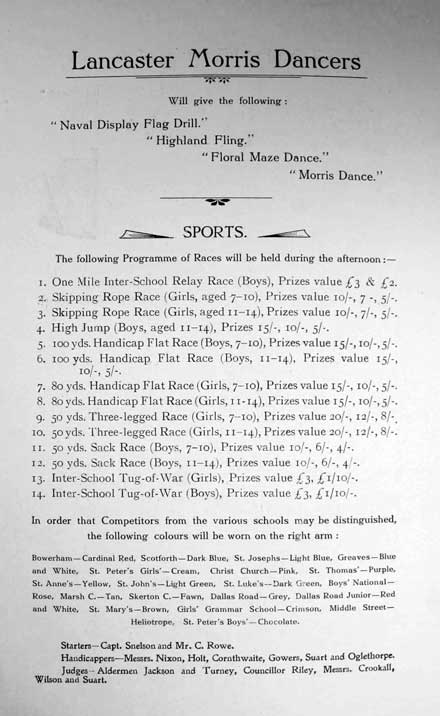 Lancaster Morris Dancers
Will give the following :
"Naval Display Flag Drill."
"Highland Fling."
"Floral Maze Dance."
"Morris Dance."
SPORTS.
The following Programme of Races will be held during the afternoon :—
1. One Mile Inter-School Relay Race (Boys), Prizes value £3 & £2.
2. Skipping Rope Race (Girls, aged 7-10), Prizes value 10/-, 7 -, 5/-.
3. Skipping Rope Race (Girls, aged 11-14), Prizes value 10/-, 7/-, 5/-.
4. High Jump (Boys, aged 11-14), Prizes 15/-, 10/-, 5/-.
5. 100 yds. Handicap Flat Race (Boys, 7-10), Prizes value 15/-, 10/-, 5/-.
6. 100 yds. Handicap Flat Race (Boys, 11-14), Prizes value 15/-,
10/-, 5/-.
7. 80 yds. Handicap Flat Race (Girls, 7-10), Prizes value 15/-, 10/-, 5/-.
8. 80 yds. Handicap Flat Race (Girls, 11-14), Prizes value 15/-, 10/-, 5/-.
9. 50 yds. Three-legged Race (Girls, 7-10), Prizes value 20/-, 12/-, 8/-
10. 50 yds. Three-legged Race (Girls, 11-14), Prizes value 20/-, 12/-, 8/-.
11. 50 yds. Sack Race (Boys, 7-10), Prizes value 10/-, 6/-, 4/-.
12. 50 yds. Sack Race (Boys, 11-14), Prizes value 10/-, 6/-, 4/-.
13. Inter-School Tug-of-War (Girls), Prizes value £3, £1/10/-.
14. Inter-School Tug-of-War (Boys), Prizes value £3, £1/10/-.
In order that Competitors from the various schools may be distinguished,
the following colours will be worn on the right arm :
Bowerham—Cardinal Red, Scotforth—Dark Blue, St. Josephs—Light Blue, Greaves—Blue
and White, St. Peter's Girls'—Cream, Christ Church—Pink, St. Thomas'—Purple,
St. Anne's—Yellow, St. John's—Light Green, St. Luke's—Dark Green, Boys' National—
Rose, Marsh C.—Tan, Skerton C.—Fawn, Dallas Road—Grey, Dallas Road Junior—Red
and White, St. Mary's—Brown, Girls' Grammar School—Crimson, Middle Street—
Heliotrope, St. Peter's Boys'—Chocolate.
Starters—Capt. Snelson and Mr. C. Rowe.
Handicappers—Messrs. Nixon, Holt, Cornthwaite, Gowers, Suart and Oglethorpe.
Judges—Aldermen Jackson and Turney, Councillor Riley, Messrs. Crookall,
Wilson and Suart.